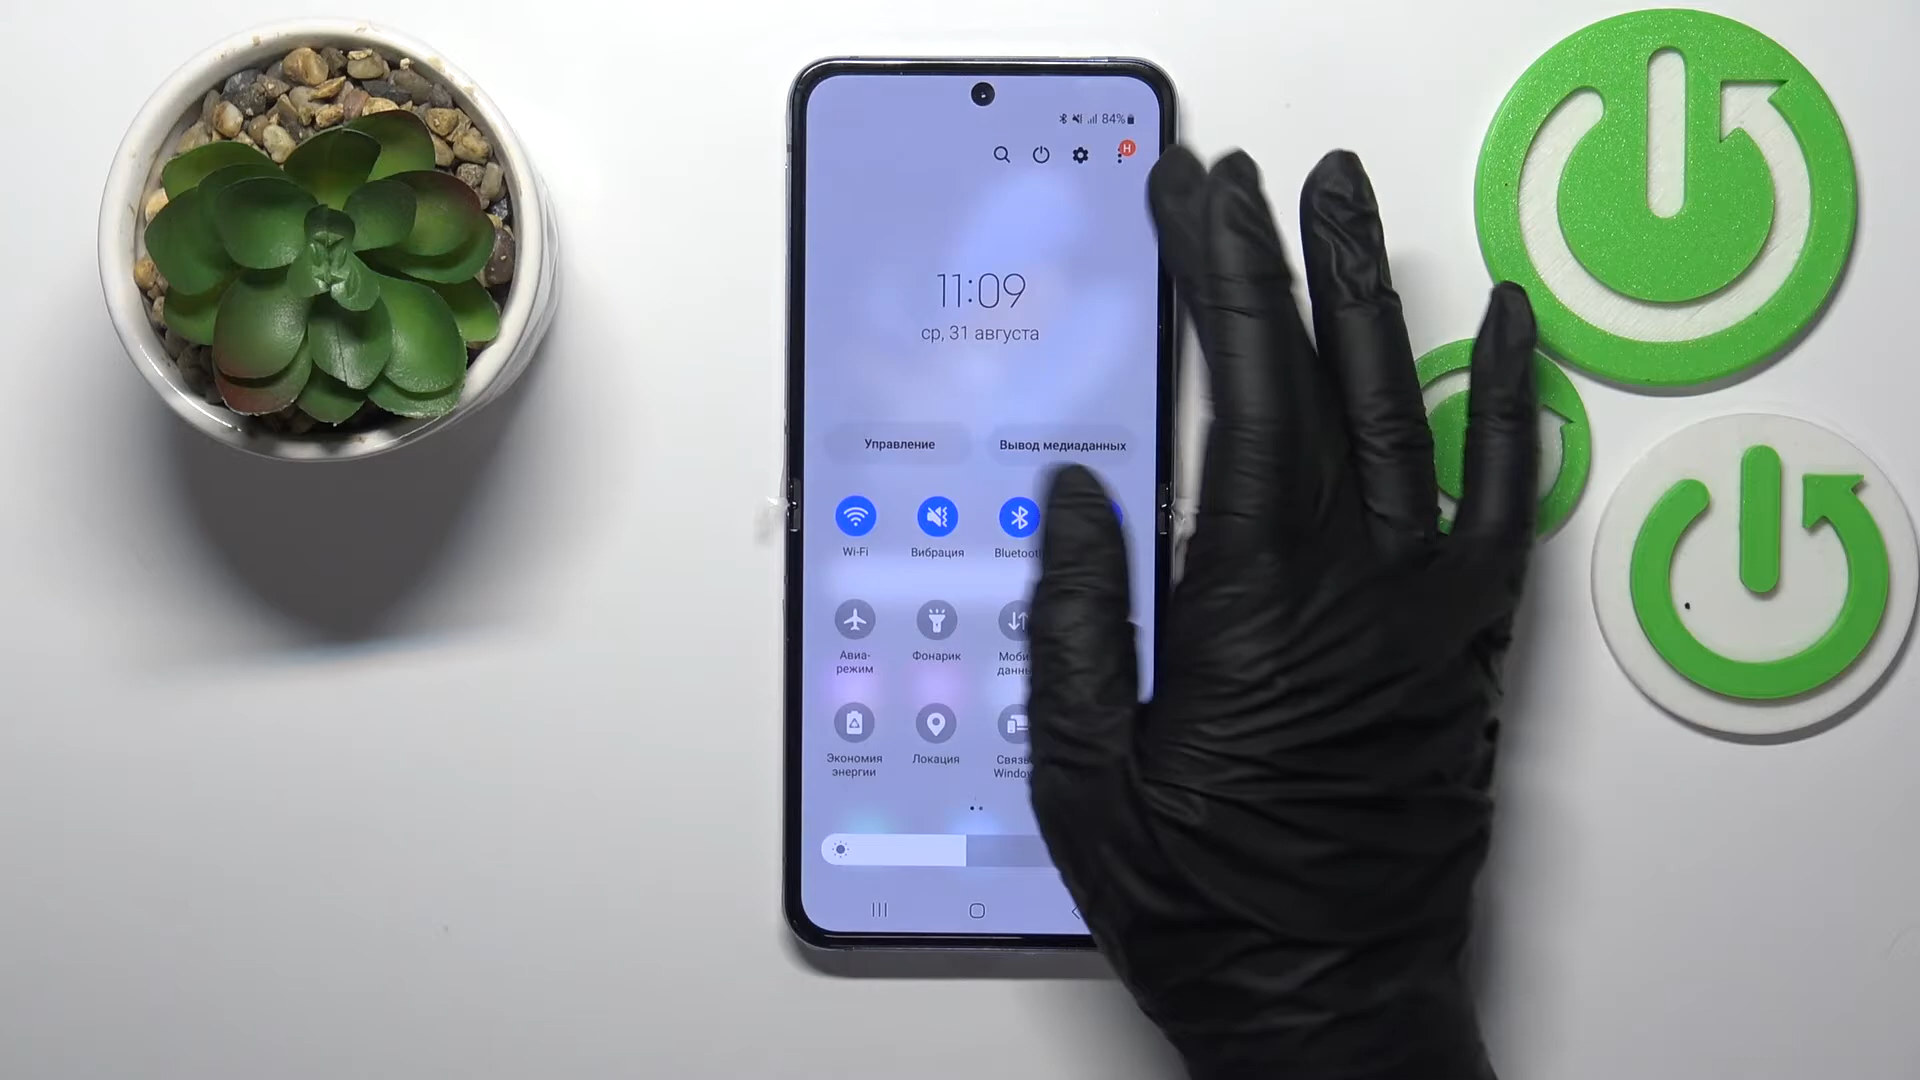 84%
H
11:09
ср, 31 августа
Управление
Вывод медиаданных
Wi-Fi
Вибрация
Авиа-
режим
Фонарик
Экономия
энергии
Локация